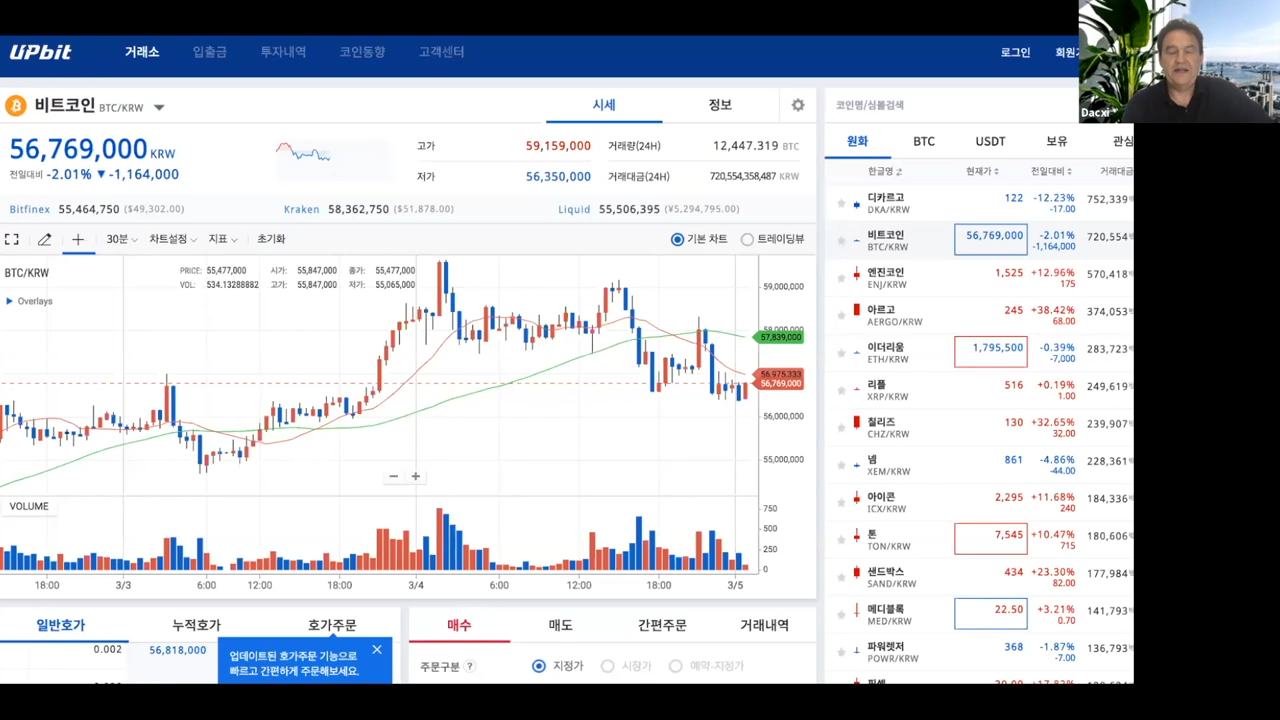 UPbit
거래소 입출금 투자내역 코인동향 고객센터
로그인
Dacxi
비트코인 BTC/KRW
시세 정보
56,769,000 KRW
전일대비 -2.01% ▼ -1,164,000
고가 59,159,000
저가 56,350,000
거래량(24H) 12,447.319 BTC
거래대금(24H) 720,554,358,487 KRW
Bitfinex 55,464,750 ($49,302.00)
Kraken 58,362,750 ($51,878.00)
Liquid 55,506,395 (¥5,294,795.00)
30분 차트설정 지표 초기화
기본 차트 트레이딩뷰
BTC/KRW
PRICE: 55,477,000 시가: 55,847,000 종가: 55,477,000
VOL: 534.13288882 고가: 55,847,000 저가: 55,065,000
Overlays
59,000,000
57,839,000
56,975,333
56,769,000
56,000,000
55,000,000
− +
VOLUME
750
500
250
0
18:00 3/3 6:00 12:00 18:00 3/4 6:00 12:00 18:00 3/5
일반호가 누적호가 호가주문
0.002 56,818,000
업데이트된 호가주문 기능으로
빠르고 간편하게 주문해보세요.
매수 매도 간편주문 거래내역
주문구분 ? 지정가 시장가 예약-지정가
코인명/심볼검색
원화 BTC USDT 보유 관심
한글명 현재가 전일대비 거래대금
디카르고 122 -12.23% 752,339
DKA/KRW -17.00
비트코인 56,769,000 -2.01% 720,554
BTC/KRW -1,164,000
엔진코인 1,525 +12.96% 570,418
ENJ/KRW 175
아르고 245 +38.42% 374,053
AERGO/KRW 68.00
이더리움 1,795,500 -0.39% 283,723
ETH/KRW -7,000
리플 516 +0.19% 249,619
XRP/KRW 1.00
칠리즈 130 +32.65% 239,907
CHZ/KRW 32.00
넴 861 -4.86% 228,361
XEM/KRW -44.00
아이콘 2,295 +11.68% 184,336
ICX/KRW 240
톤 7,545 +10.47% 180,606
TON/KRW 715
샌드박스 434 +23.30% 177,984
SAND/KRW 82.00
메디블록 22.50 +3.21% 141,793
MED/KRW 0.70
파워렛저 368 -1.87% 136,793
POWR/KRW -7.00